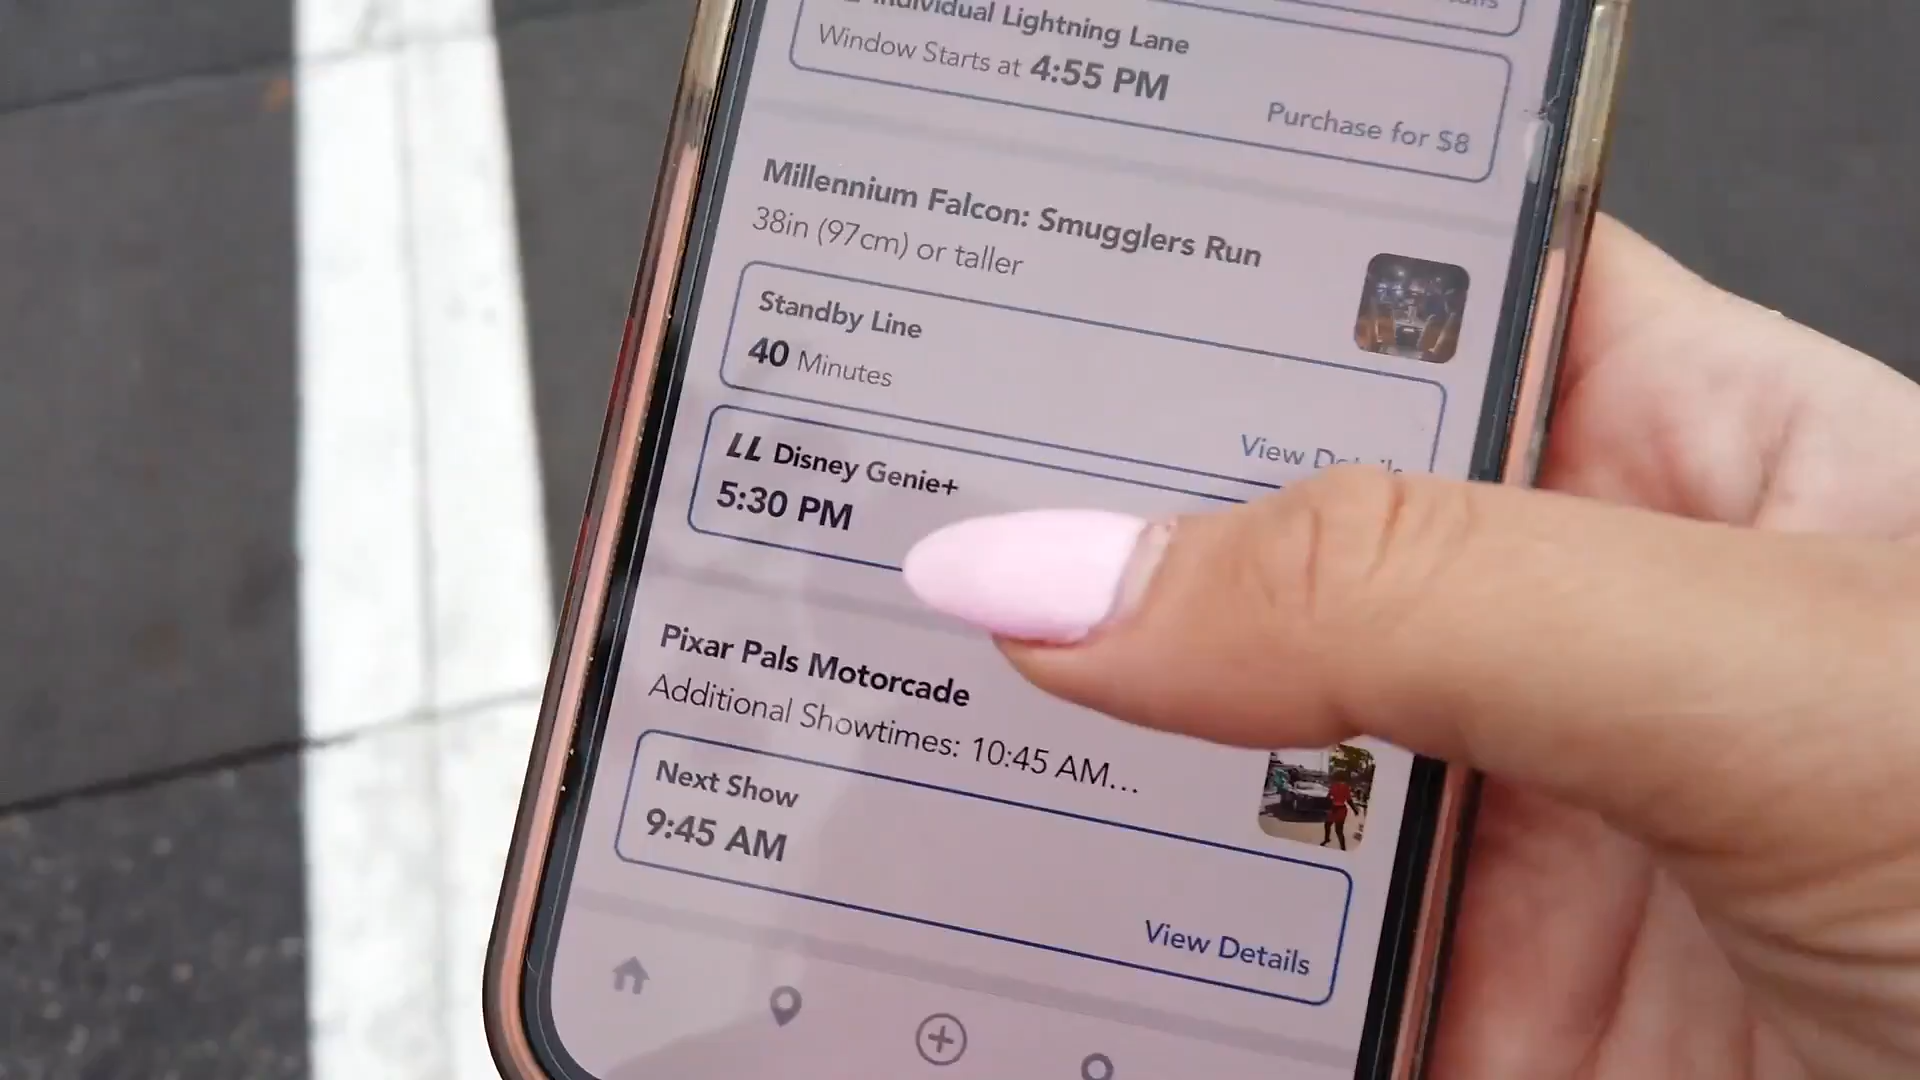 Individual Lightning Lane
Window Starts at 4:55 PM
Purchase for $8
Millennium Falcon: Smugglers Run
38in (97cm) or taller
Standby Line
40 Minutes
View Details
LL Disney Genie+
5:30 PM
Pixar Pals Motorcade
Additional Showtimes: 10:45 AM...
Next Show
9:45 AM
View Details